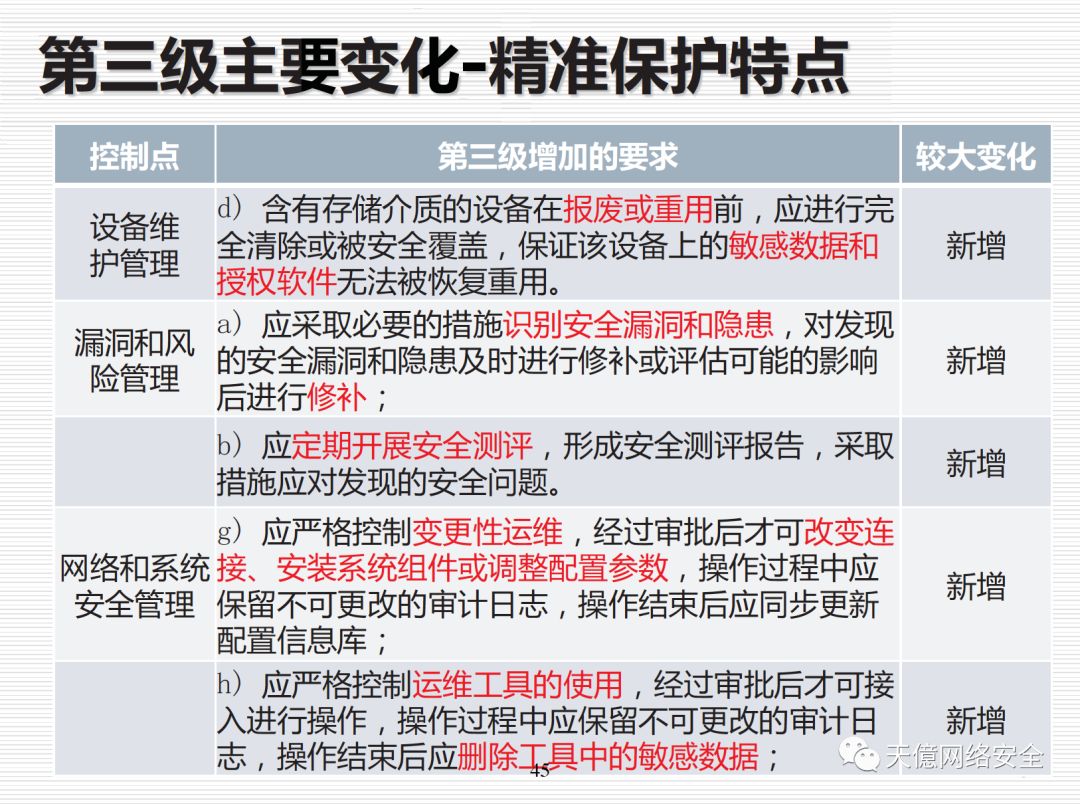 第三级主要变化-精准保护特点
控制点
第三级增加的要求
较大变化
设备维
护管理
d）含有存储介质的设备在报废或重用前，应进行完
全清除或被安全覆盖，保证该设备上的敏感数据和
授权软件无法被恢复重用。
新增
漏洞和风
险管理
a）应采取必要的措施识别安全漏洞和隐患，对发现
的安全漏洞和隐患及时进行修补或评估可能的影响
后进行修补；
新增
b）应定期开展安全测评，形成安全测评报告，采取
措施应对发现的安全问题。
新增
网络和系统
安全管理
g）应严格控制变更性运维，经过审批后才可改变连
接、安装系统组件或调整配置参数，操作过程中应
保留不可更改的审计日志，操作结束后应同步更新
配置信息库；
新增
h）应严格控制运维工具的使用，经过审批后才可接
入进行操作，操作过程中应保留不可更改的审计日
志，操作结束后应删除工具中的敏感数据；
新增
45
天億网络安全